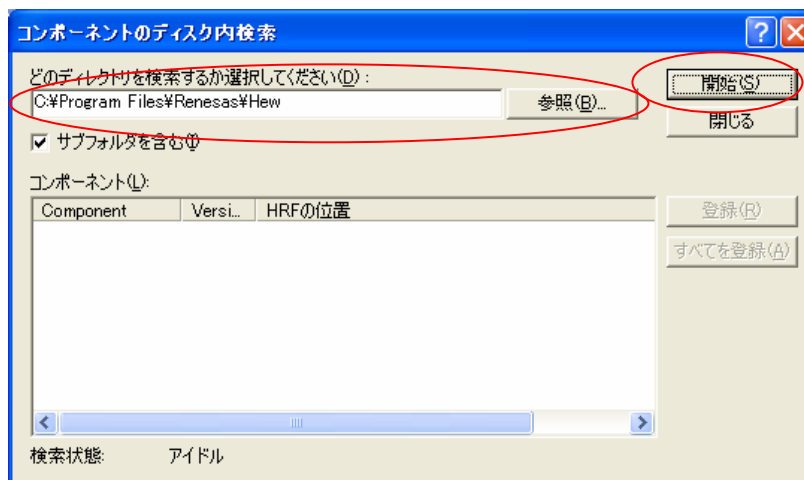 コンポーネントのディスク内検索
どのディレクトリを検索するか選択してください(D):
C:¥Program Files¥Renesas¥Hew
参照(B)...
開始(S)
閉じる
サブフォルダを含む(I)
コンポーネント(L):
Component Versi... HRFの位置
登録(R)
すべてを登録(A)
検索状態: アイドル